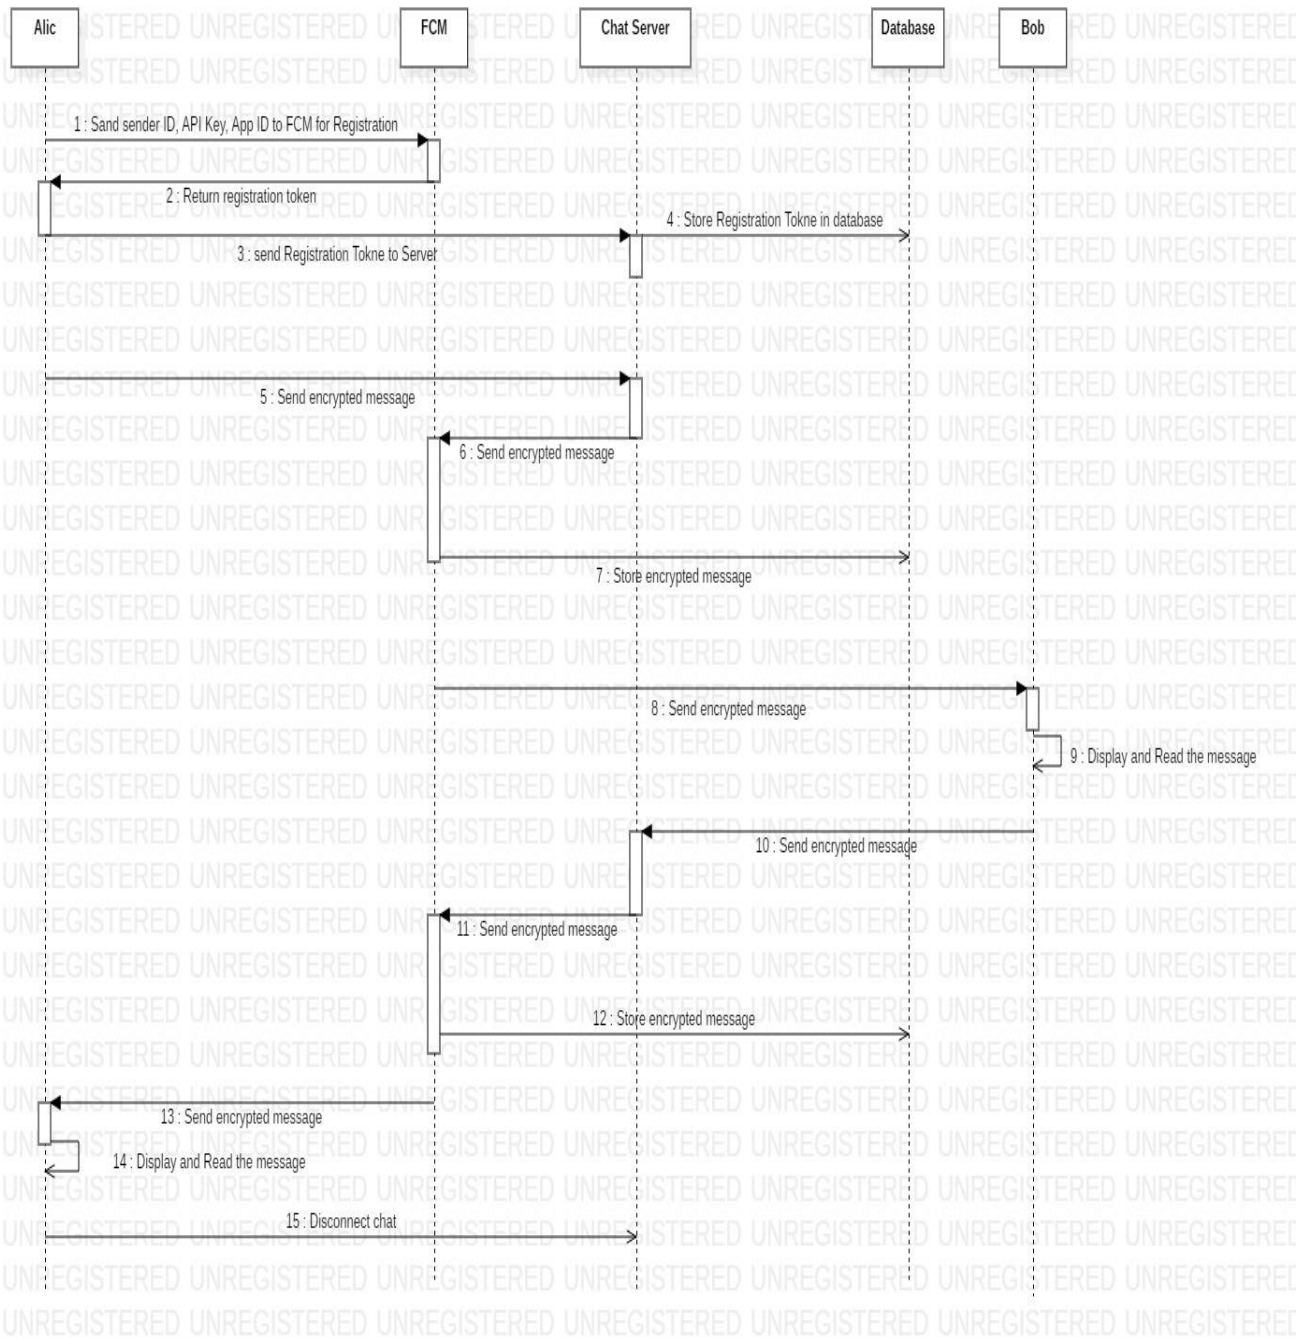 Alic
FCM
Chat Server
Database
Bob
1 : Sand sender ID, API Key, App ID to FCM for Registration
2 : Return registration token
4 : Store Registration Tokne in database
3 : send Registration Tokne to Server
5 : Send encrypted message
6 : Send encrypted message
7 : Store encrypted message
8 : Send encrypted message
9 : Display and Read the message
10 : Send encrypted message
11 : Send encrypted message
12 : Store encrypted message
13 : Send encrypted message
14 : Display and Read the message
15 : Disconnect chat
UNREGISTERED